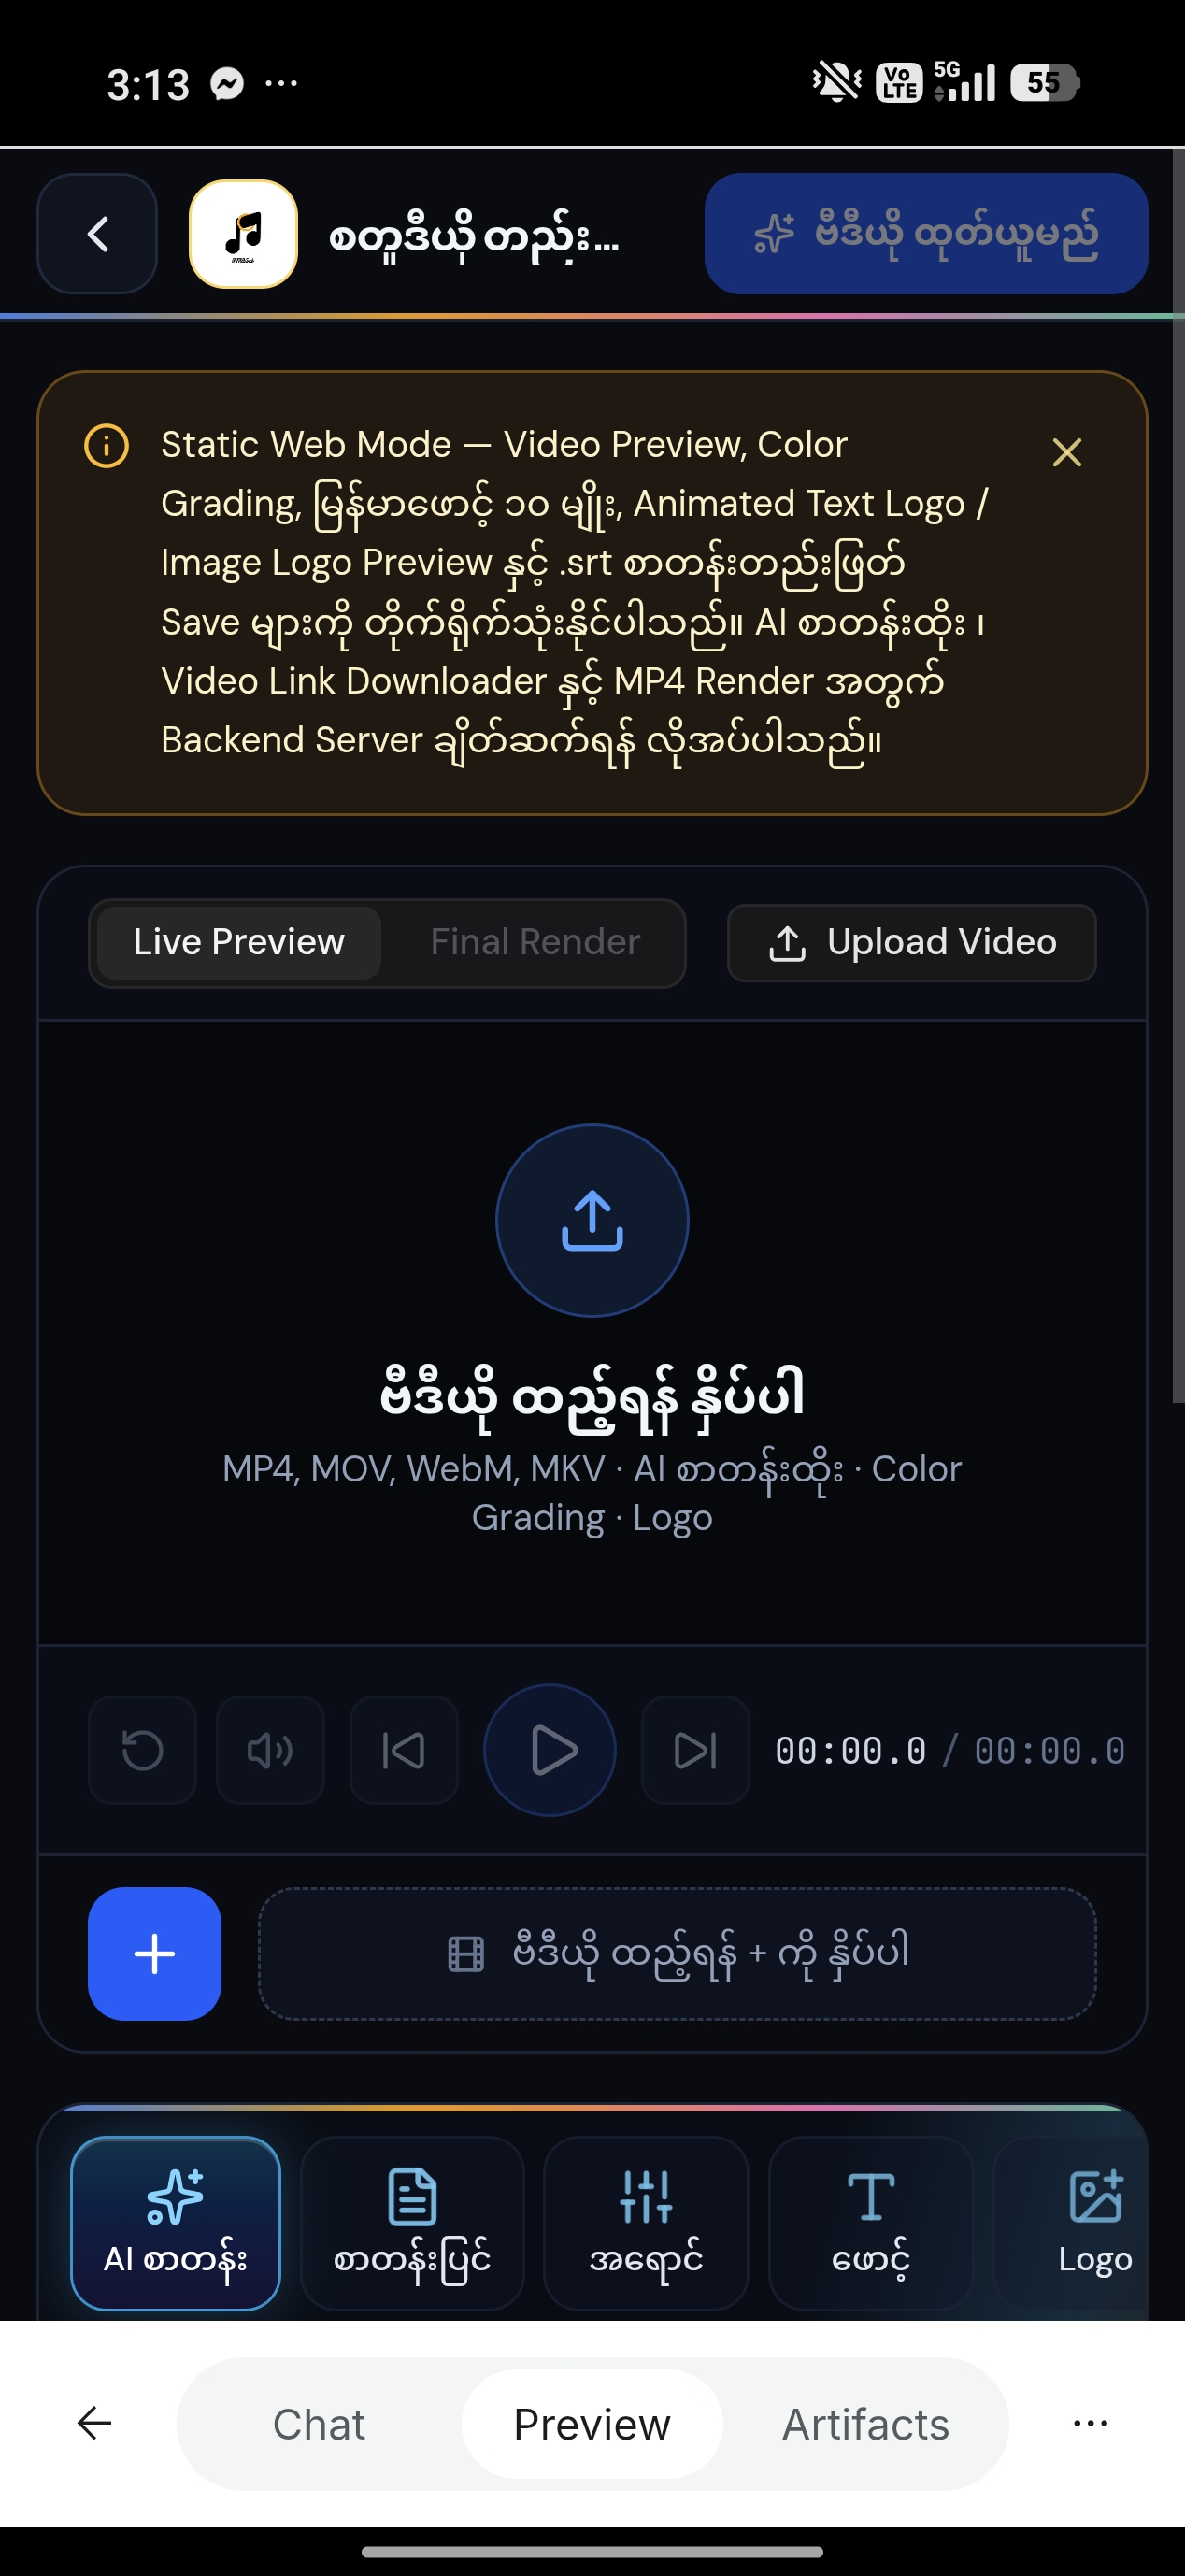 3:13
Vo LTE
5G
55
စတူဒီယို တည်း...
ဗီဒီယို ထုတ်ယူမည်
Static Web Mode — Video Preview, Color
Grading, မြန်မာဖောင့် ၁၀ မျိုး, Animated Text Logo /
Image Logo Preview နှင့် .srt စာတန်းတည်းဖြတ်
Save များကို တိုက်ရိုက်သုံးနိုင်ပါသည်။ AI စာတန်းထိုး ၊
Video Link Downloader နှင့် MP4 Render အတွက်
Backend Server ချိတ်ဆက်ရန် လိုအပ်ပါသည်။
Live Preview
Final Render
Upload Video
ဗီဒီယို ထည့်ရန် နှိပ်ပါ
MP4, MOV, WebM, MKV · AI စာတန်းထိုး · Color
Grading · Logo
00:00.0 / 00:00.0
ဗီဒီယို ထည့်ရန် + ကို နှိပ်ပါ
AI စာတန်း
စာတန်းပြင်
အရောင်
ဖောင့်
Logo
Chat
Preview
Artifacts